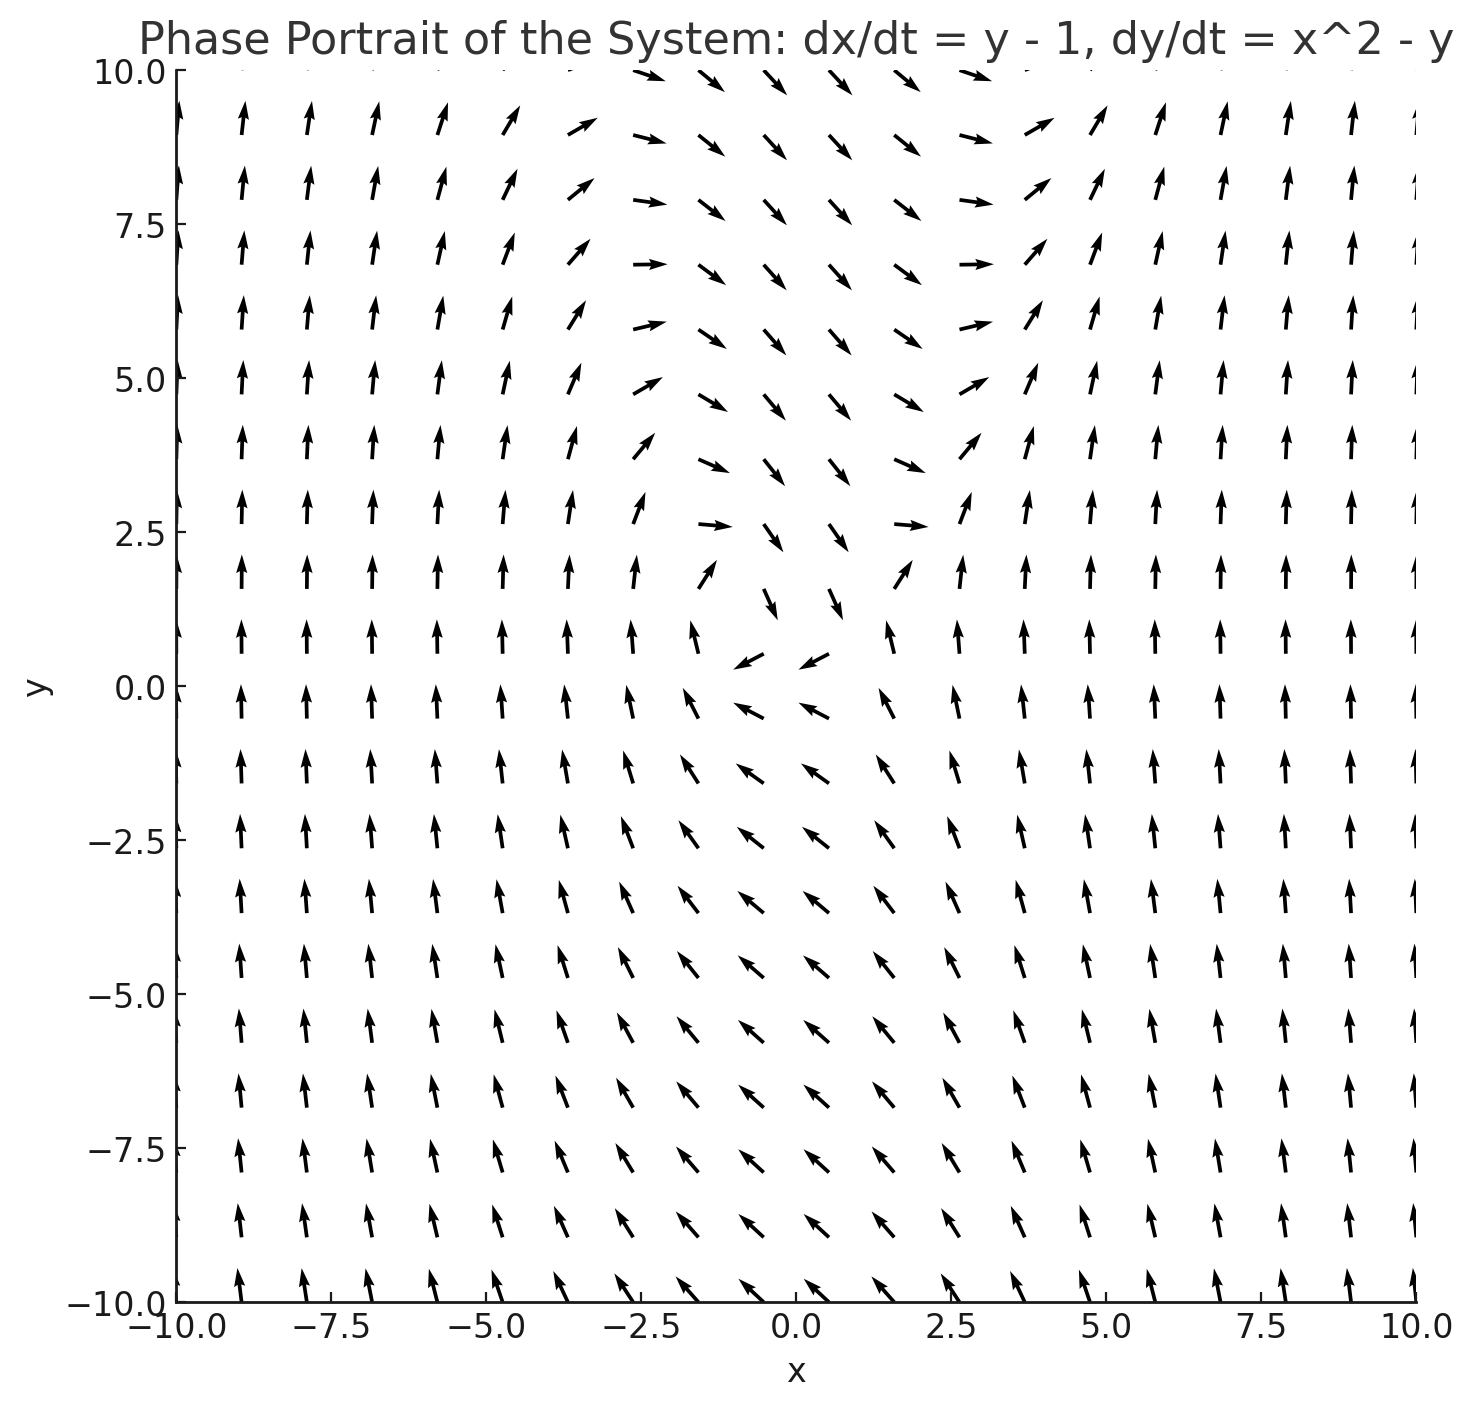 Phase Portrait of the System: dx/dt = y - 1, dy/dt = x^2 - y
10.0
7.5
5.0
2.5
0.0
−2.5
−5.0
−7.5
−10.0
y
−10.0 −7.5 −5.0 −2.5 0.0 2.5 5.0 7.5 10.0
x